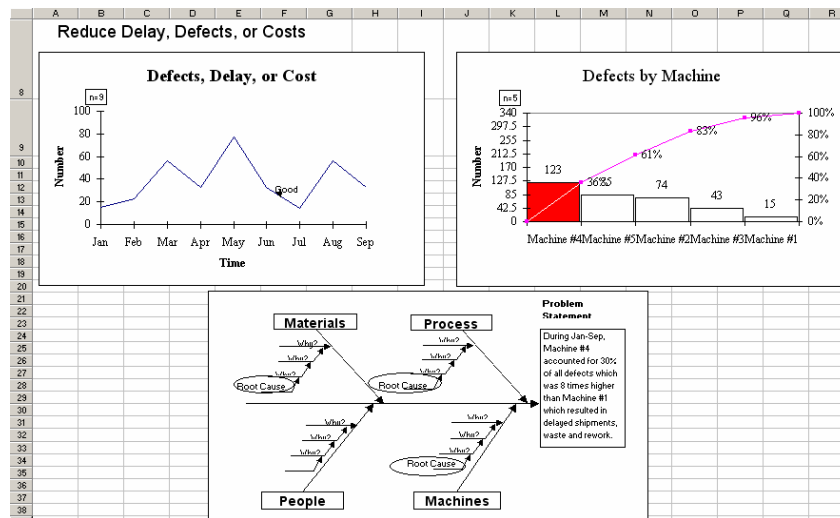 A B C D E F G H I J K L M N O P Q R
Reduce Delay, Defects, or Costs
8
9
10
11
12
13
14
15
16
17
18
19
20
21
22
23
24
25
26
27
28
29
30
31
32
33
34
35
36
37
38
Defects, Delay, or Cost
n=9
Number
100
80
60
40
20
0
Good
Jan Feb Mar Apr May Jun Jul Aug Sep
Time
Defects by Machine
n=5
Number
340
297.5
255
212.5
170
127.5
85
42.5
0
123
36%
85
61%
74
83%
43
96%
15
100%
80%
60%
40%
20%
0%
Machine #4 Machine #5 Machine #2 Machine #3 Machine #1
Materials
Process
Why?
Why?
Why?
Root Cause
Why?
Why?
Why?
Root Cause
Why?
Why?
Why?
Why?
Why?
Why?
Root Cause
People
Machines
Problem
Statement
During Jan-Sep,
Machine #4
accounted for 30%
of all defects which
was 8 times higher
than Machine #1
which resulted in
delayed shipments,
waste and rework.